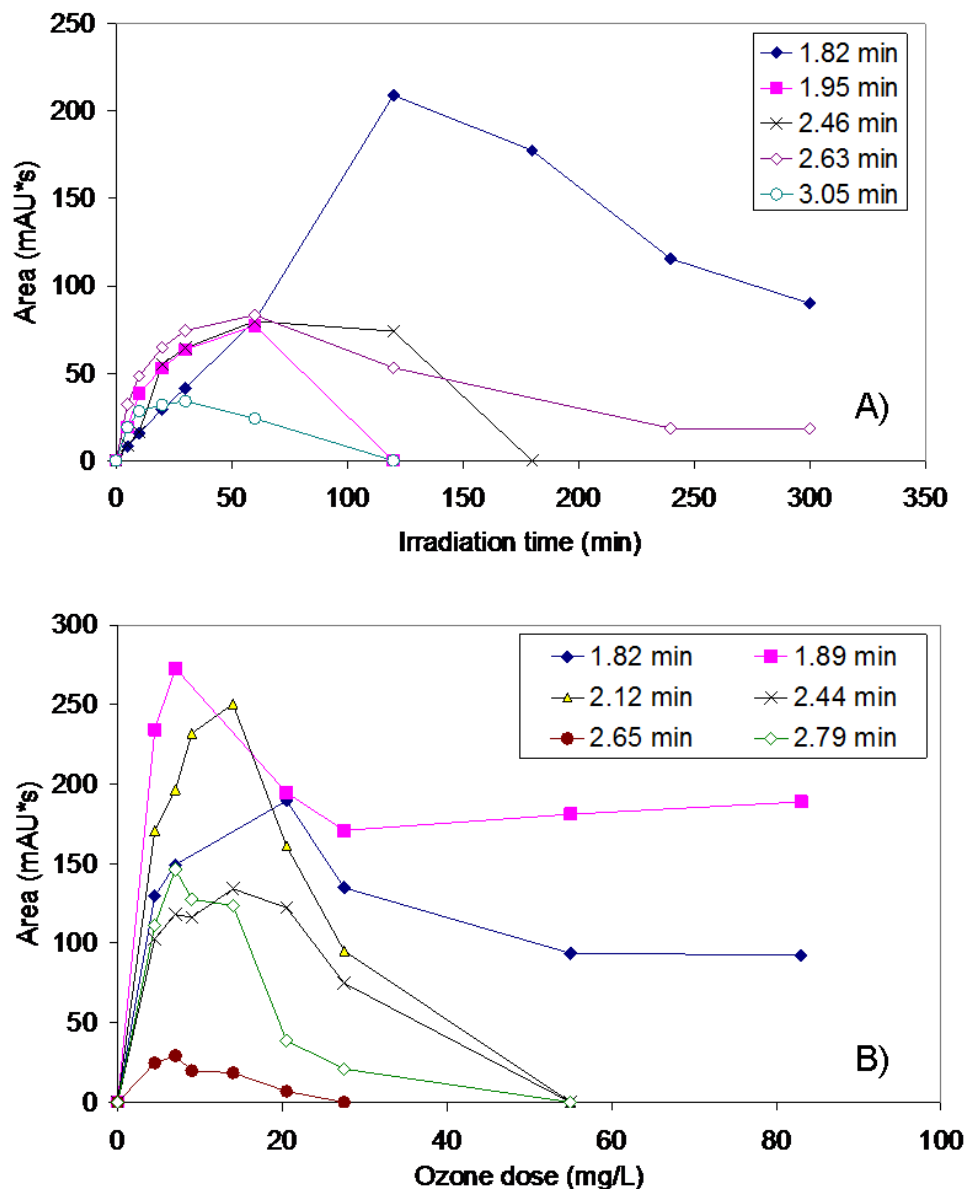 250
200
150
100
50
0
Area (mAU*s)
1.82 min
1.95 min
2.46 min
2.63 min
3.05 min
A)
0 50 100 150 200 250 300 350
Irradiation time (min)
300
250
200
150
100
50
0
Area (mAU*s)
1.82 min 1.89 min
2.12 min 2.44 min
2.65 min 2.79 min
B)
0 20 40 60 80 100
Ozone dose (mg/L)